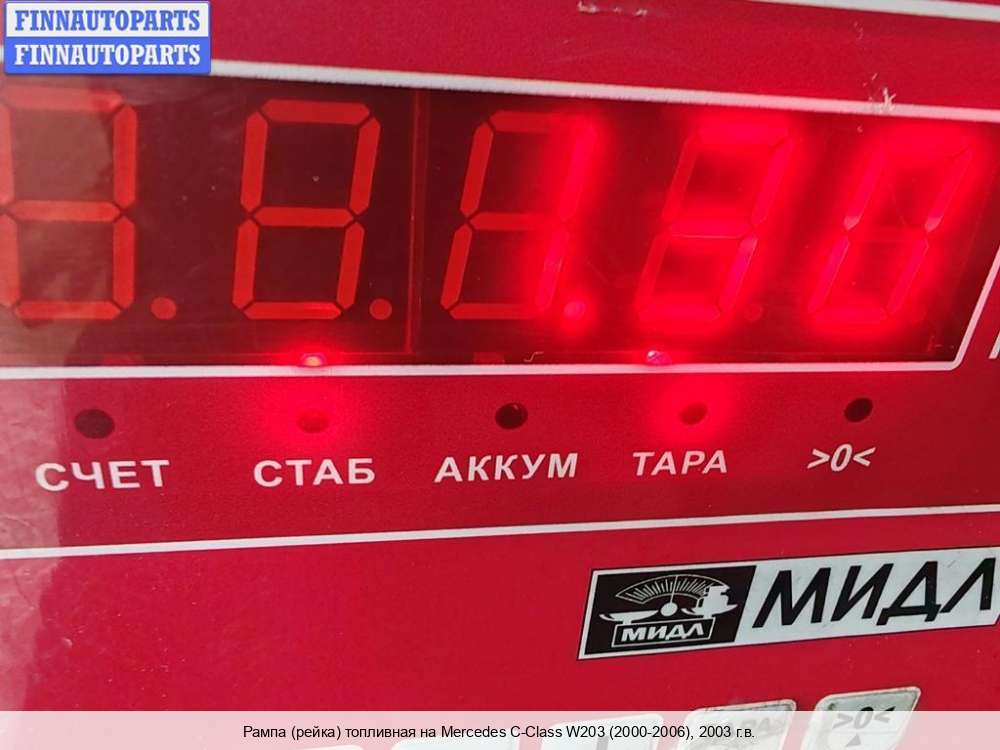 FINNAUTOPARTS
FINNAUTOPARTS
СЧЕТ СТАБ АККУМ ТАРА >0<
МИДЛ МИДЛ
>0<
Рампа (рейка) топливная на Mercedes C-Class W203 (2000-2006), 2003 г.в.